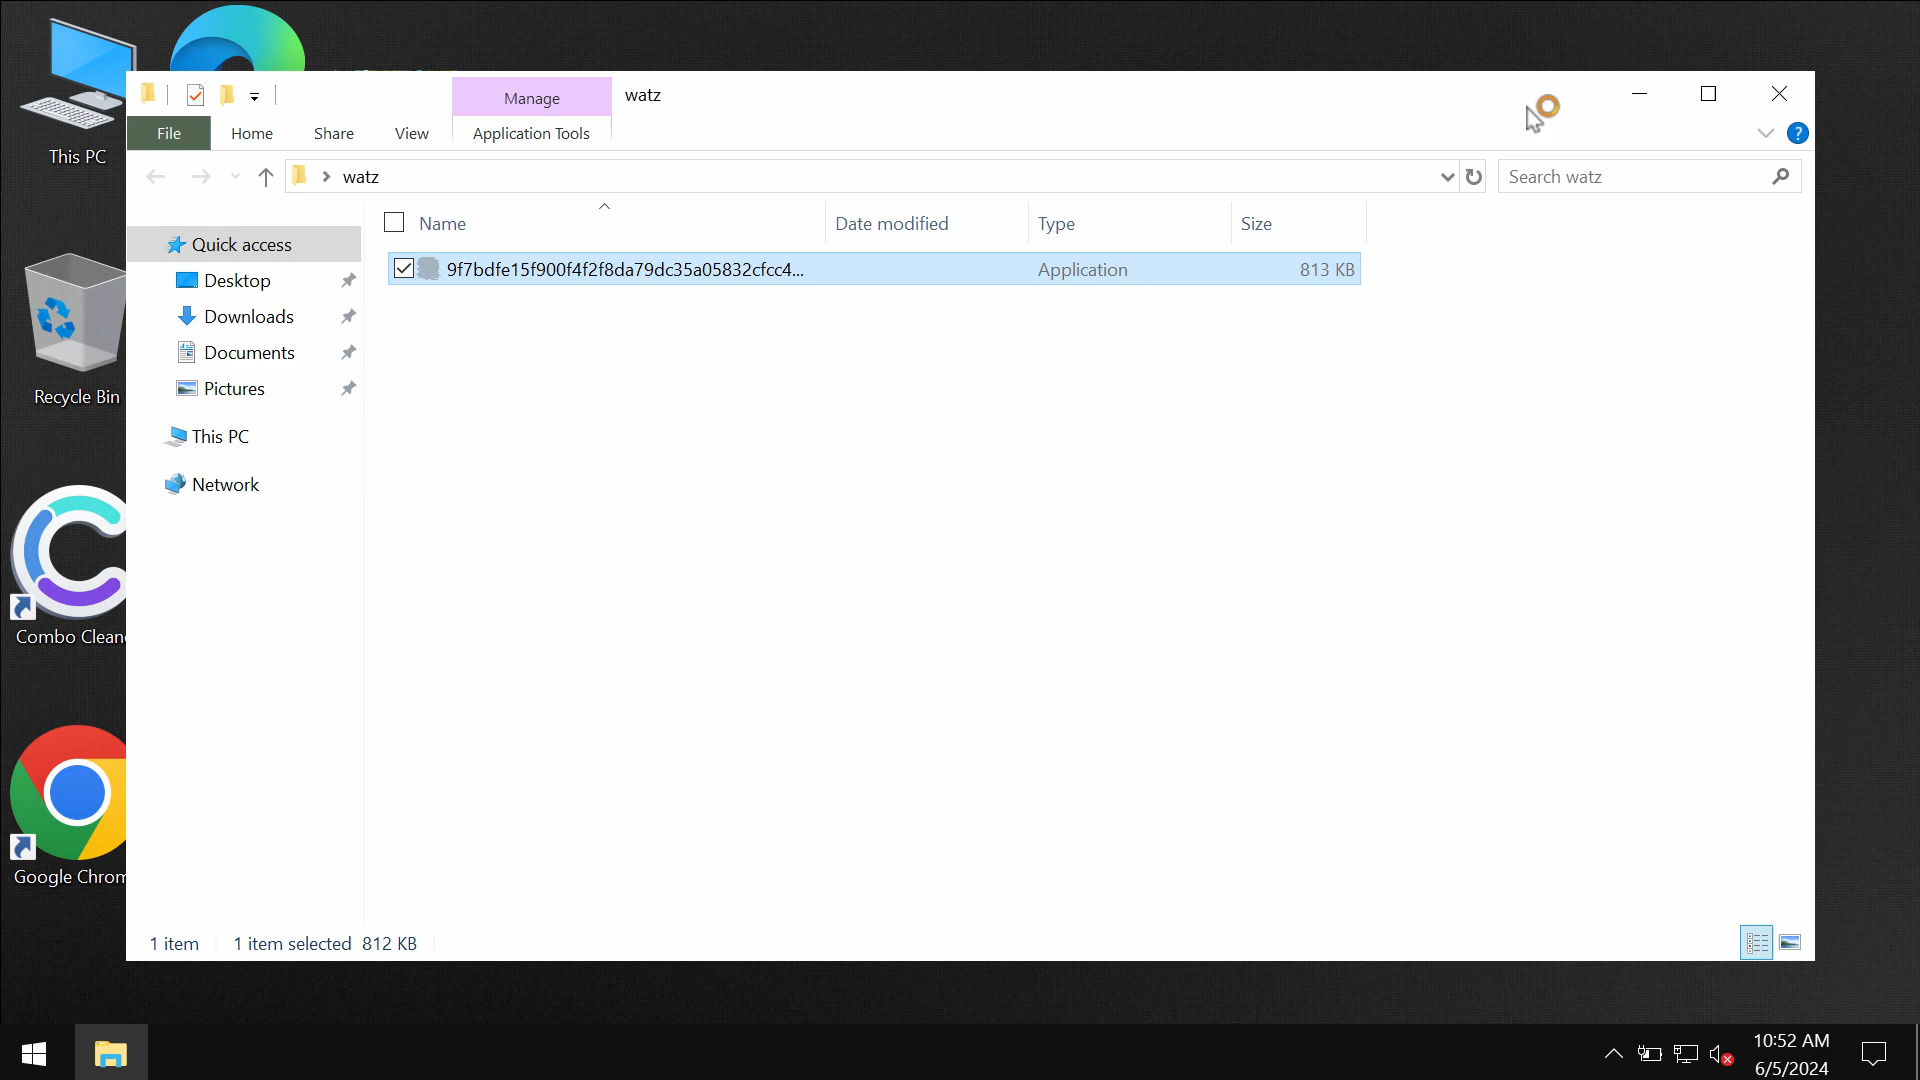 This PC
Manage
watz
File
Home
Share
View
Application Tools
?
watz
Search watz
Name
Date modified
Type
Size
Quick access
9f7bdfe15f900f4f2f8da79dc35a05832cfcc4...
Application
813 KB
Desktop
Downloads
Documents
Pictures
Recycle Bin
This PC
Network
Combo Cleane
Google Chrom
1 item
1 item selected 812 KB
10:52 AM
6/5/2024